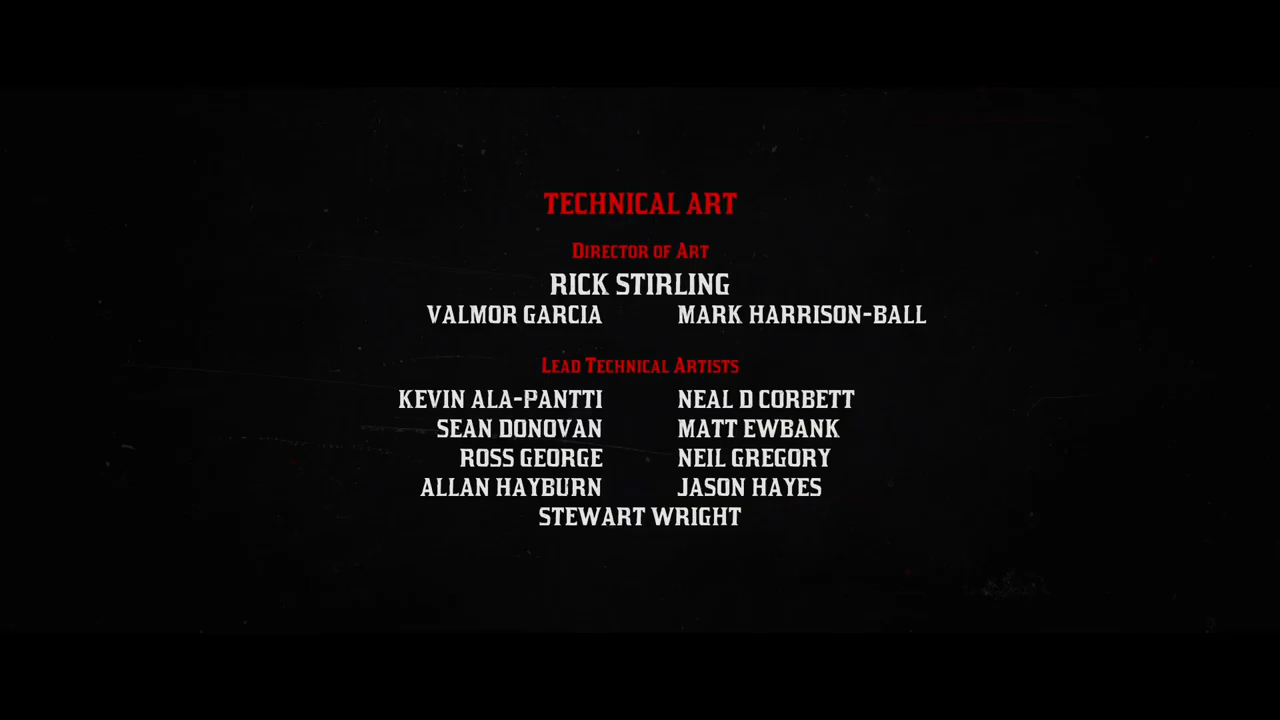 TECHNICAL ART
DIRECTOR OF ART
RICK STIRLING
VALMOR GARCIA MARK HARRISON-BALL
LEAD TECHNICAL ARTISTS
KEVIN ALA-PANTTI NEAL D CORBETT
SEAN DONOVAN MATT EWBANK
ROSS GEORGE NEIL GREGORY
ALLAN HAYBURN JASON HAYES
STEWART WRIGHT